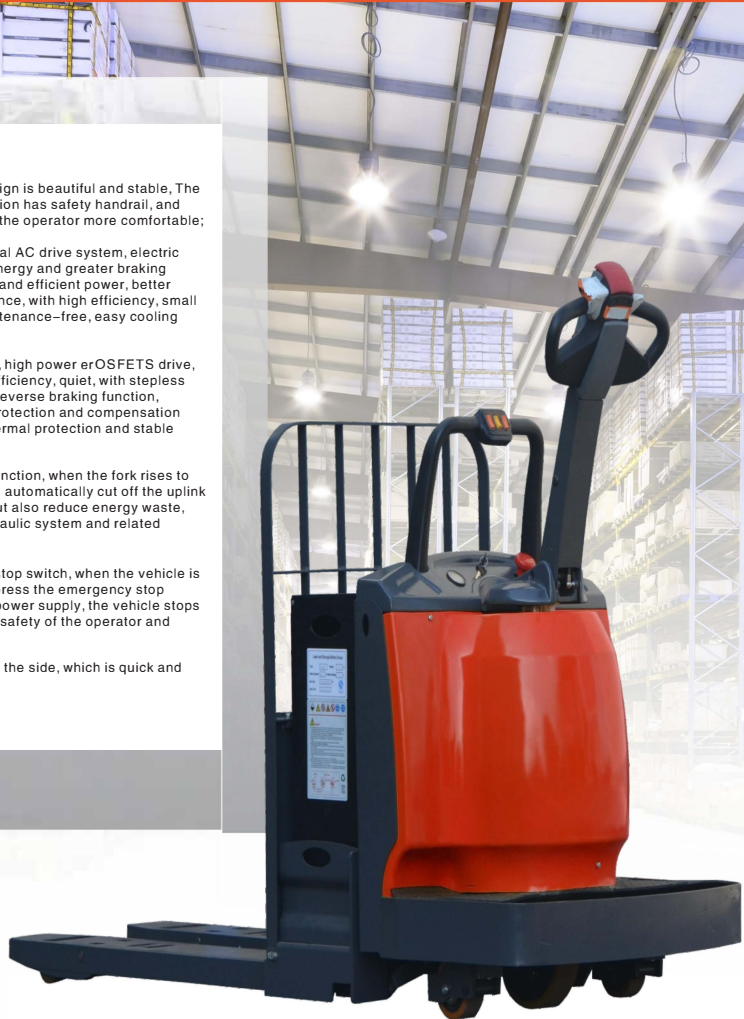 ign is beautiful and stable, The
ion has safety handrail, and
the operator more comfortable;
al AC drive system, electric
nergy and greater braking
and efficient power, better
nce, with high efficiency, small
tenance-free, easy cooling
, high power erOSFETS drive,
ficiency, quiet, with stepless
everse braking function,
rotection and compensation
ermal protection and stable
nction, when the fork rises to
automatically cut off the uplink
ut also reduce energy waste,
aulic system and related
stop switch, when the vehicle is
press the emergency stop
power supply, the vehicle stops
safety of the operator and
the side, which is quick and